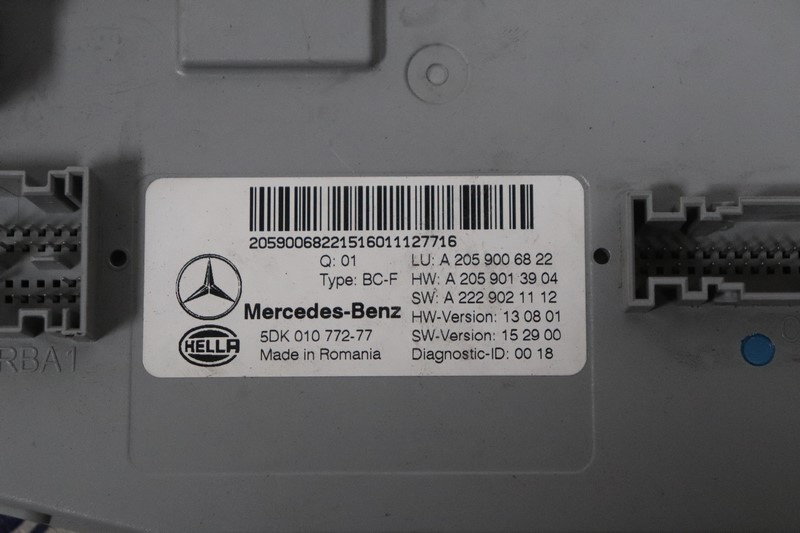 20590068221516011127716
Q: 01 LU: A 205 900 68 22
Type: BC-F HW: A 205 901 39 04
SW: A 222 902 11 12
Mercedes-Benz HW-Version: 13 08 01
HELLA 5DK 010 772-77 SW-Version: 15 29 00
Made in Romania Diagnostic-ID: 00 18
RBA1